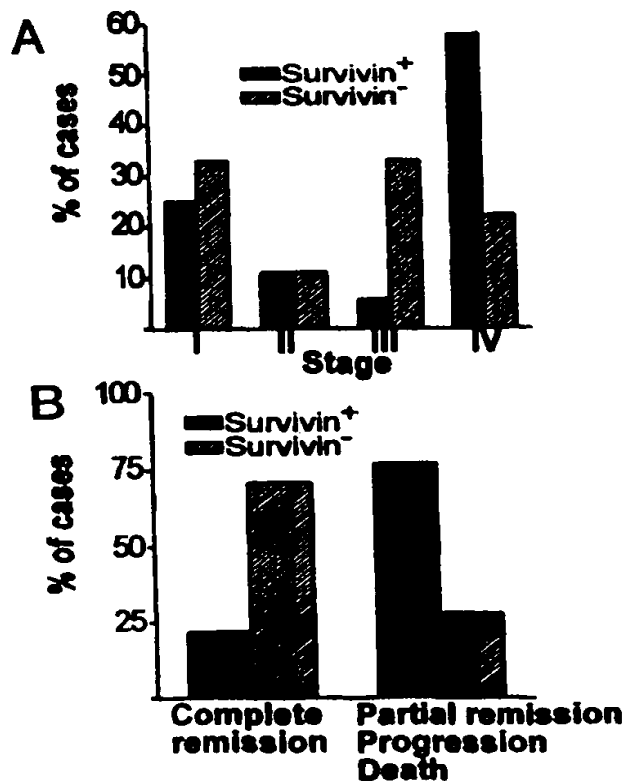 A
60
50
40
30
20
10
% of cases
Survivin+
Survivin-
I II III IV
Stage
B
100
75
50
25
% of cases
Survivin+
Survivin-
Complete remission
Partial remission
Progression
Death